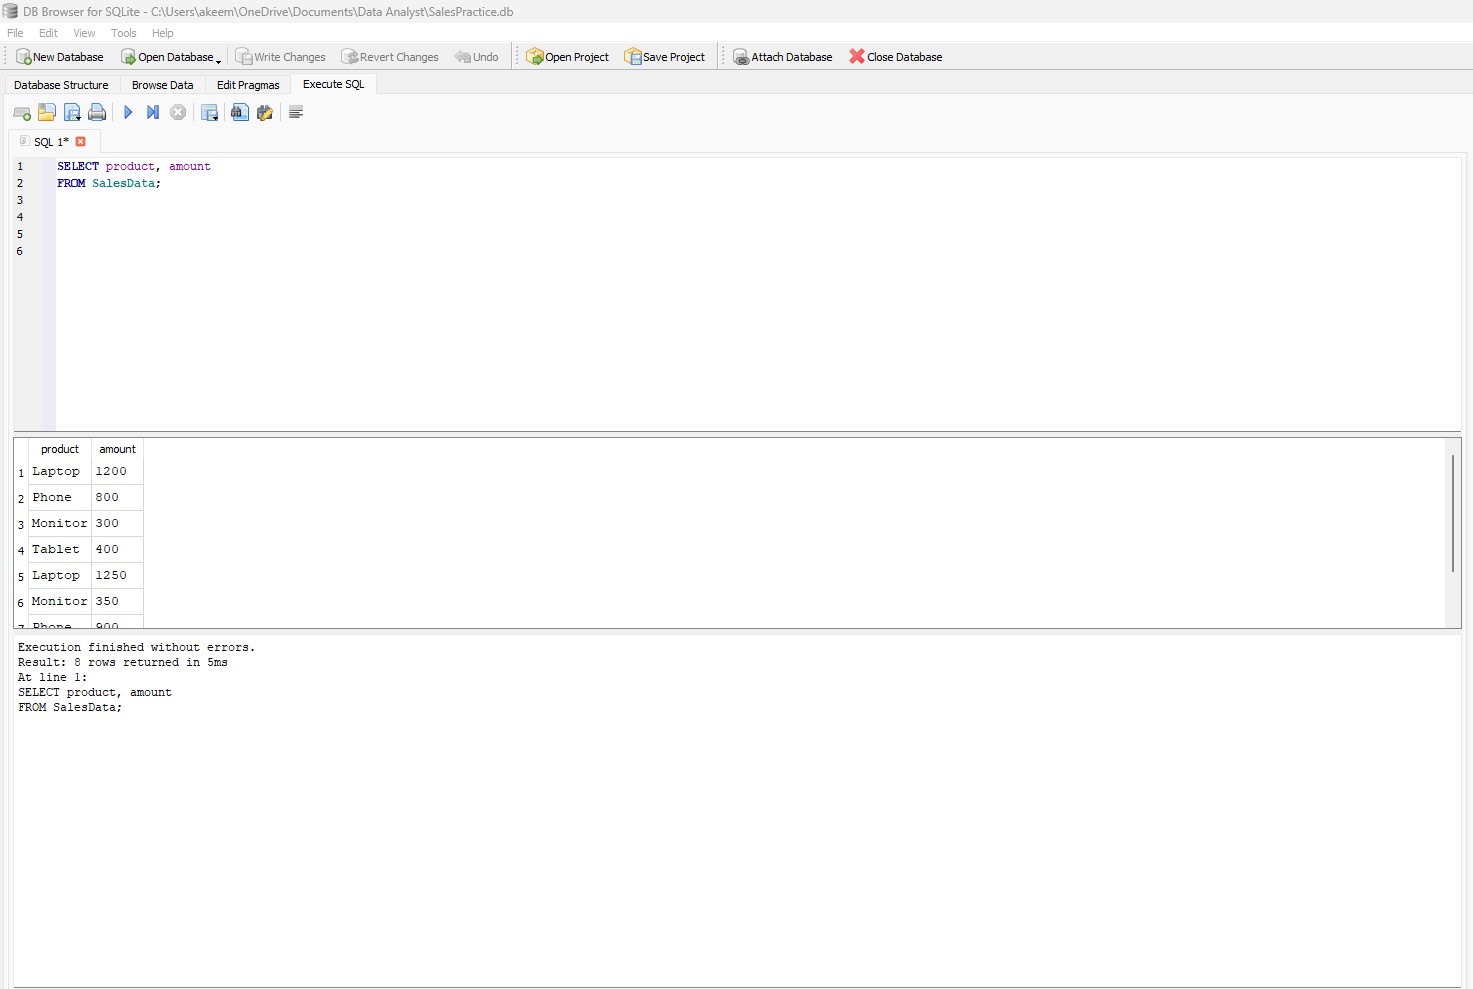 DB Browser for SQLite - C:\Users\akeem\OneDrive\Documents\Data Analyst\SalesPractice.db
File Edit View Tools Help
New Database Open Database Write Changes Revert Changes Undo Open Project Save Project Attach Database Close Database
Database Structure Browse Data Edit Pragmas Execute SQL
SQL 1*
1 SELECT product, amount
2 FROM SalesData;
3
4
5
6
product amount
1 Laptop 1200
2 Phone 800
3 Monitor 300
4 Tablet 400
5 Laptop 1250
6 Monitor 350
7 Phone 900
Execution finished without errors.
Result: 8 rows returned in 5ms
At line 1:
SELECT product, amount
FROM SalesData;